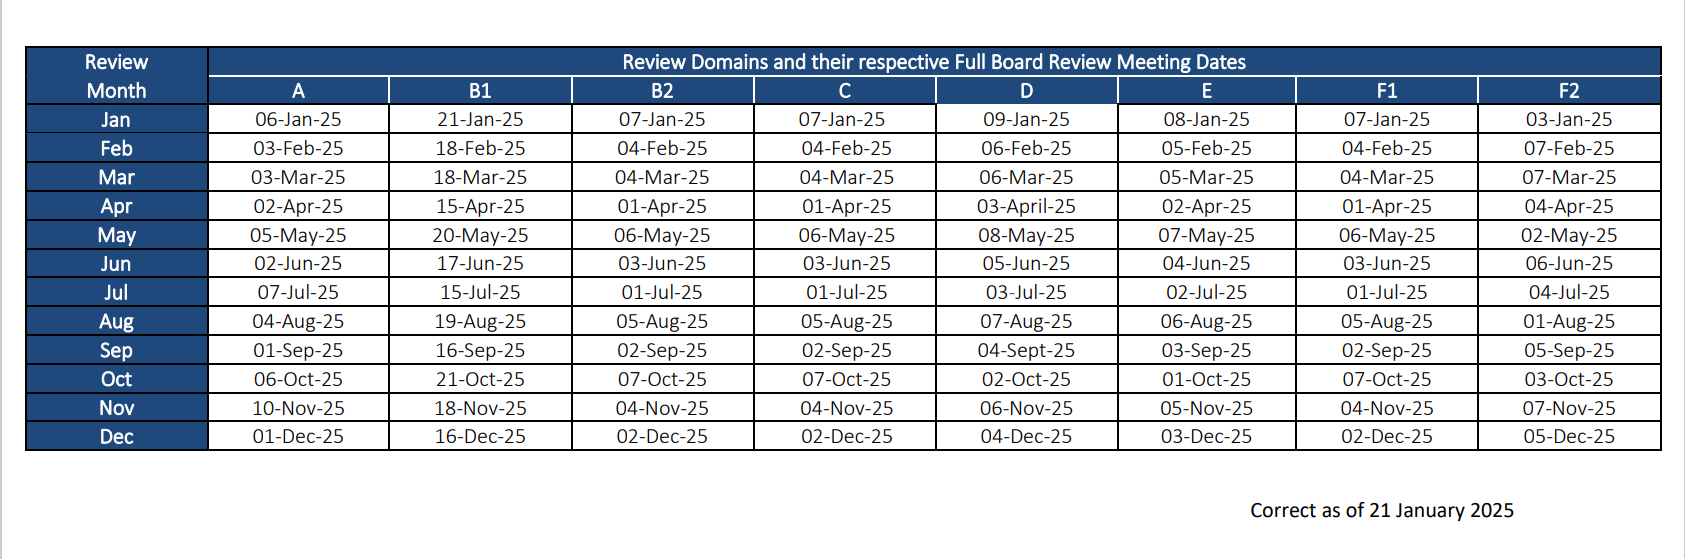 Review Month Review Domains and their respective Full Board Review Meeting Dates
A B1 B2 C D E F1 F2
Jan 06-Jan-25 21-Jan-25 07-Jan-25 07-Jan-25 09-Jan-25 08-Jan-25 07-Jan-25 03-Jan-25
Feb 03-Feb-25 18-Feb-25 04-Feb-25 04-Feb-25 06-Feb-25 05-Feb-25 04-Feb-25 07-Feb-25
Mar 03-Mar-25 18-Mar-25 04-Mar-25 04-Mar-25 06-Mar-25 05-Mar-25 04-Mar-25 07-Mar-25
Apr 02-Apr-25 15-Apr-25 01-Apr-25 01-Apr-25 03-April-25 02-Apr-25 01-Apr-25 04-Apr-25
May 05-May-25 20-May-25 06-May-25 06-May-25 08-May-25 07-May-25 06-May-25 02-May-25
Jun 02-Jun-25 17-Jun-25 03-Jun-25 03-Jun-25 05-Jun-25 04-Jun-25 03-Jun-25 06-Jun-25
Jul 07-Jul-25 15-Jul-25 01-Jul-25 01-Jul-25 03-Jul-25 02-Jul-25 01-Jul-25 04-Jul-25
Aug 04-Aug-25 19-Aug-25 05-Aug-25 05-Aug-25 07-Aug-25 06-Aug-25 05-Aug-25 01-Aug-25
Sep 01-Sep-25 16-Sep-25 02-Sep-25 02-Sep-25 04-Sept-25 03-Sep-25 02-Sep-25 05-Sep-25
Oct 06-Oct-25 21-Oct-25 07-Oct-25 07-Oct-25 02-Oct-25 01-Oct-25 07-Oct-25 03-Oct-25
Nov 10-Nov-25 18-Nov-25 04-Nov-25 04-Nov-25 06-Nov-25 05-Nov-25 04-Nov-25 07-Nov-25
Dec 01-Dec-25 16-Dec-25 02-Dec-25 02-Dec-25 04-Dec-25 03-Dec-25 02-Dec-25 05-Dec-25
Correct as of 21 January 2025